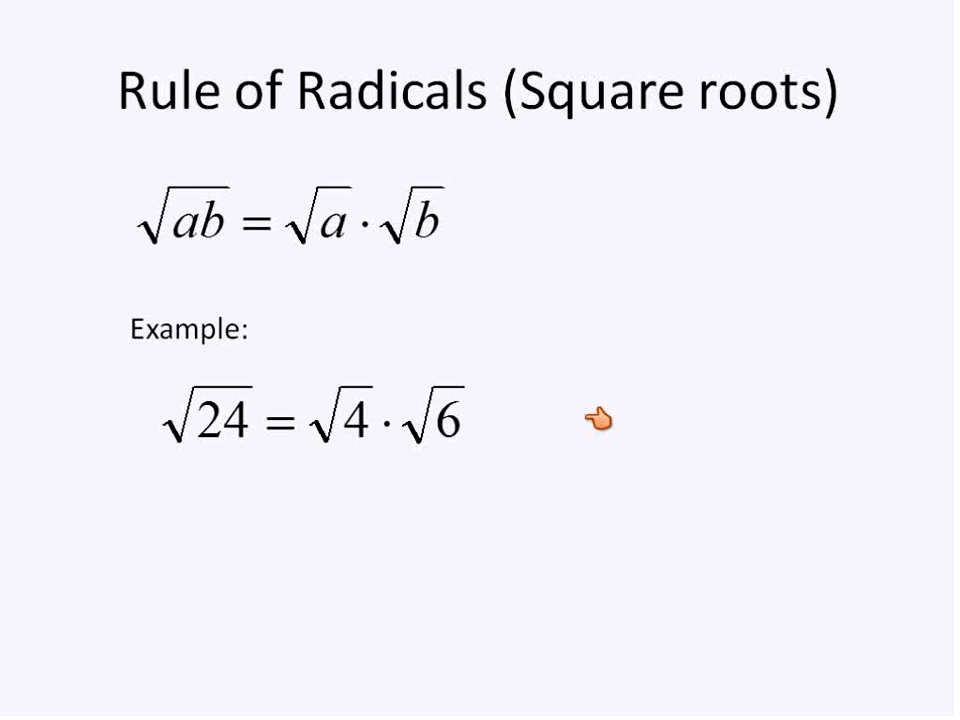 Rule of Radicals (Square roots)
√ab = √a · √b
Example:
√24 = √4 · √6